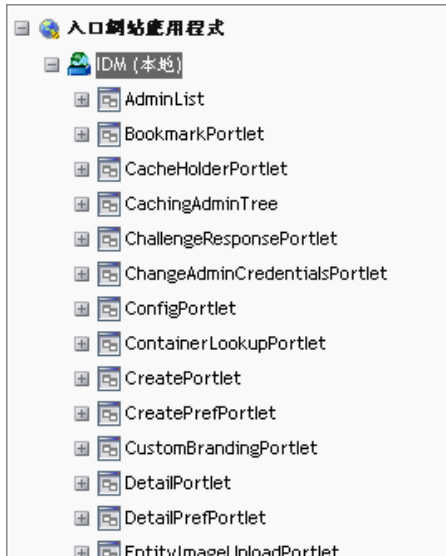 入口網站應用程式
IDM (本地)
AdminList
BookmarkPortlet
CacheHolderPortlet
CachingAdminTree
ChallengeResponsePortlet
ChangeAdminCredentialsPortlet
ConfigPortlet
ContainerLookupPortlet
CreatePortlet
CreatePrefPortlet
CustomBrandingPortlet
DetailPortlet
DetailPrefPortlet
EntityImageUploadPortlet